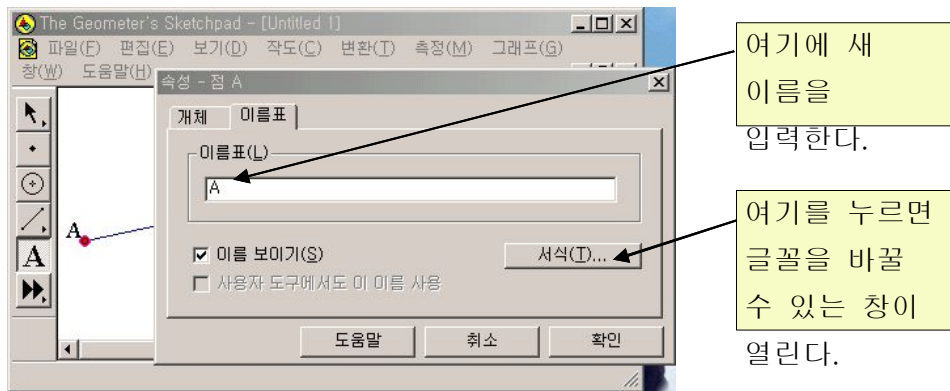 The Geometer's Sketchpad - [Untitled 1]
파일(F) 편집(E) 보기(D) 작도(C) 변환(T) 측정(M) 그래프(G)
창(W) 도움말(H)
속성 - 점 A
개체 이름표
이름표(L)
A
이름 보이기(S)
서식(T)...
사용자 도구에서도 이 이름 사용
도움말 취소 확인
A
A
여기에 새
이름을
입력한다.
여기를 누르면
글꼴을 바꿀
수 있는 창이
열린다.